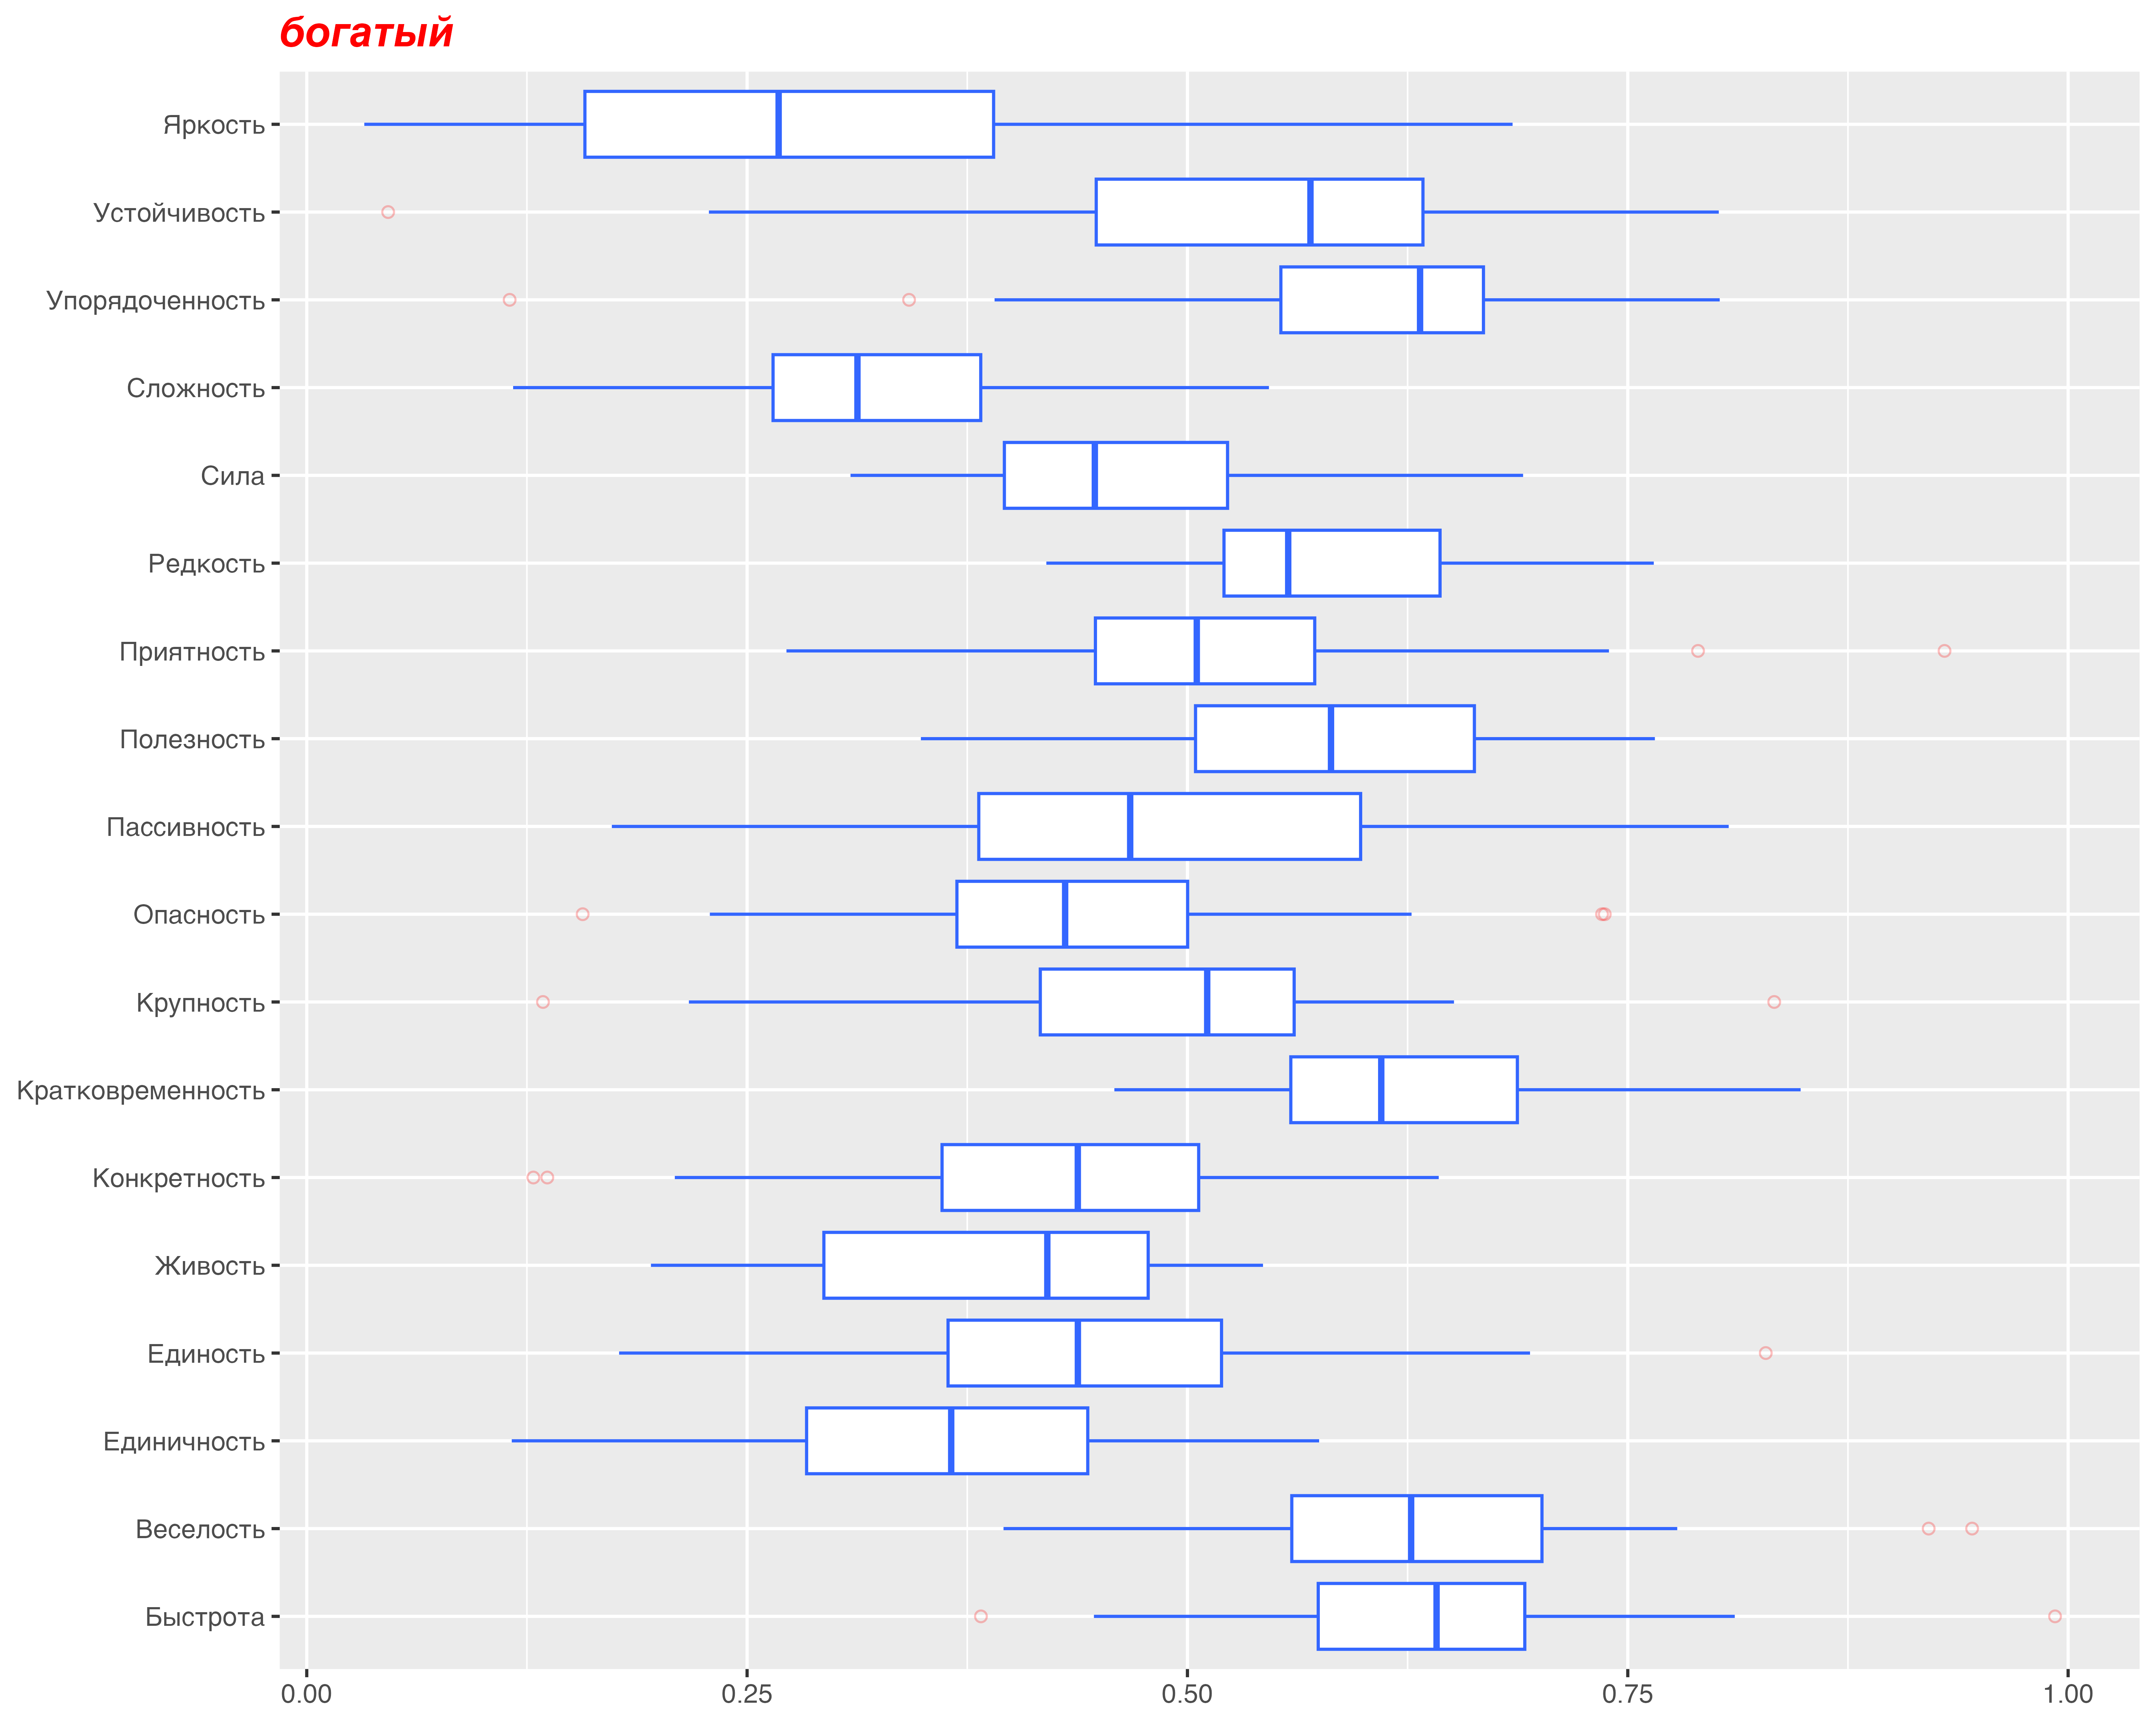 богатый
Яркость
Устойчивость
Упорядоченность
Сложность
Сила
Редкость
Приятность
Полезность
Пассивность
Опасность
Крупность
Кратковременность
Конкретность
Живость
Единость
Единичность
Веселость
Быстрота
0.00 0.25 0.50 0.75 1.00